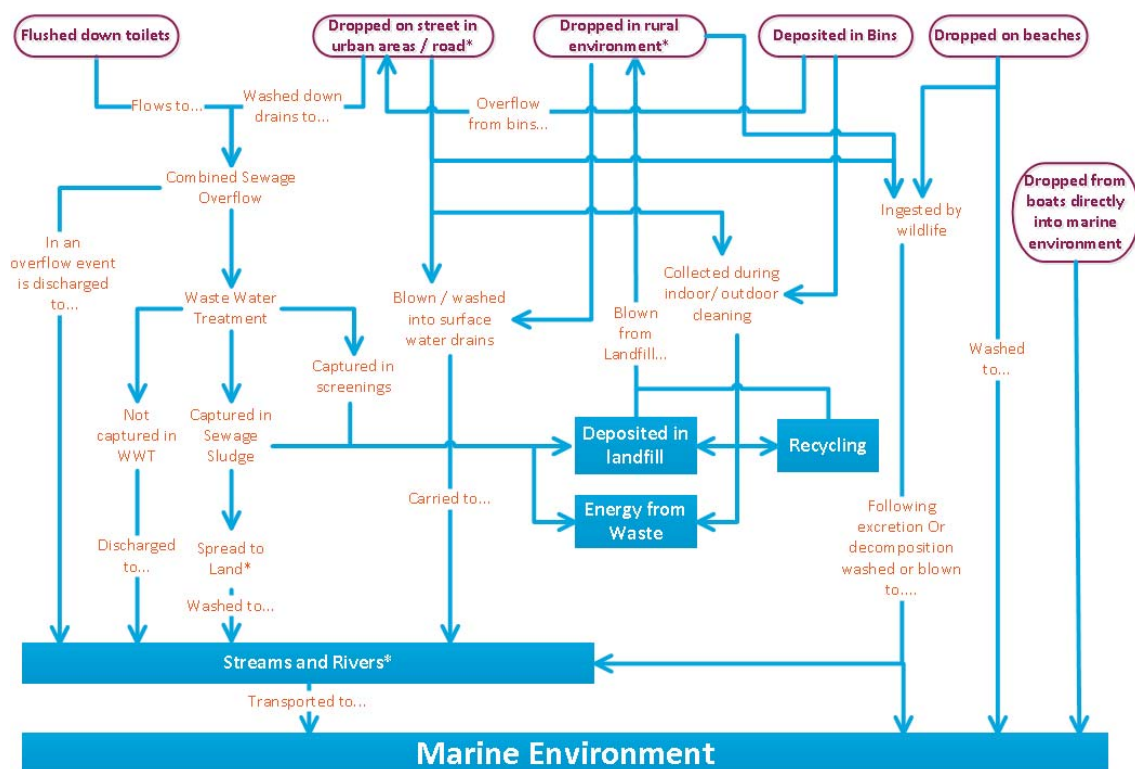 Flushed down toilets
Dropped on street in
urban areas / road*
Dropped in rural
environment*
Deposited in Bins
Dropped on beaches
Flows to...
Washed down
drains to...
Overflow
from bins...
Combined Sewage
Overflow
Ingested by
wildlife
Dropped from
boats directly
into marine
environment
In an
overflow event
is discharged
to...
Waste Water
Treatment
Blown / washed
into surface
water drains
Blown
from
Landfill...
Collected during
indoor/ outdoor
cleaning
Captured in
screenings
Washed
to...
Not
captured in
WWT
Captured in
Sewage
Sludge
Deposited in
landfill
Recycling
Carried to...
Energy from
Waste
Following
excretion Or
decomposition
washed or blown
to....
Discharged
to...
Spread to
Land*
Washed to...
Streams and Rivers*
Transported to...
Marine Environment